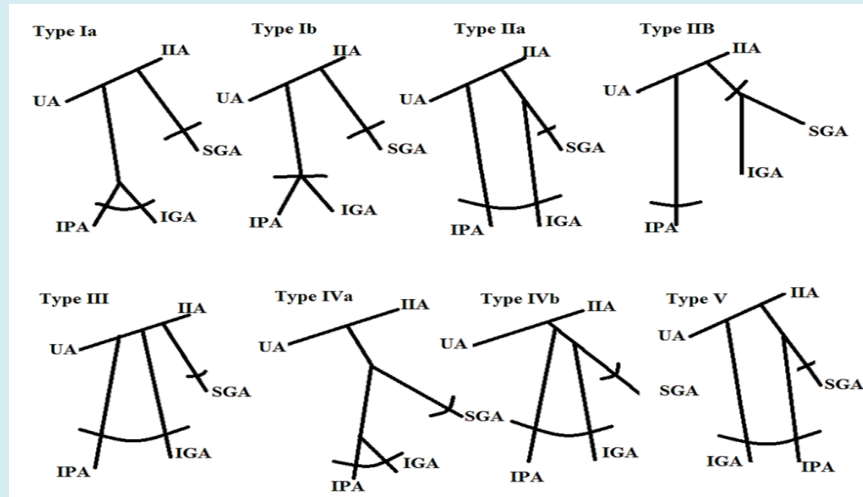 Type Ia
IIA
UA
SGA
IPA
IGA
Type Ib
IIA
UA
SGA
IPA
IGA
Type IIa
IIA
UA
SGA
IPA
IGA
Type IIB
IIA
UA
SGA
IGA
IPA
Type III
IIA
UA
SGA
IGA
IPA
Type IVa
IIA
UA
SGA
IGA
IPA
Type IVb
IIA
UA
SGA
IGA
IPA
Type V
IIA
UA
SGA
IGA
IPA